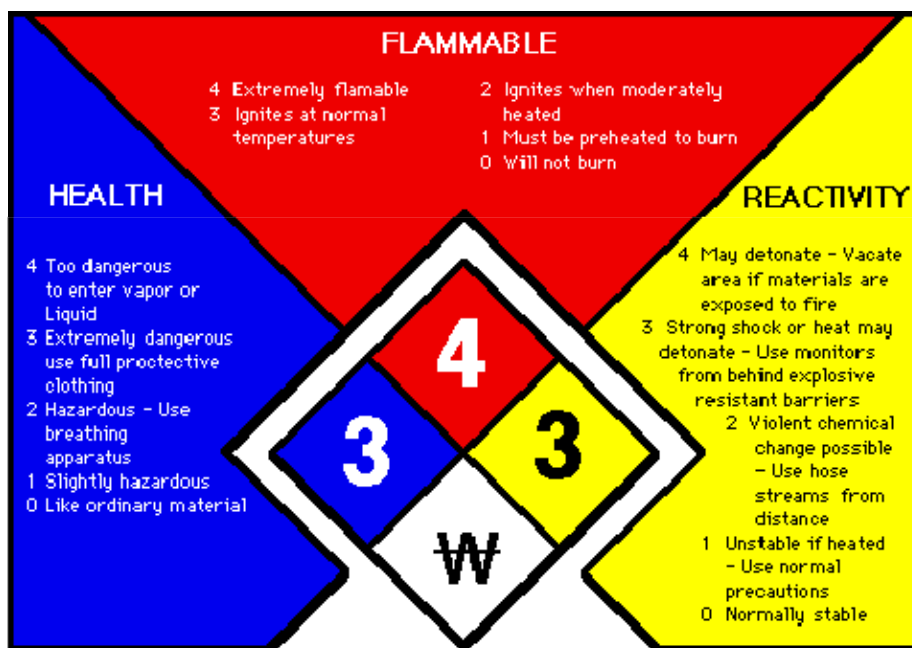 FLAMMABLE
4 Extremely flamable
3 Ignites at normal
temperatures
2 Ignites when moderately
heated
1 Must be preheated to burn
0 Will not burn
HEALTH
4 Too dangerous
to enter vapor or
Liquid
3 Extremely dangerous
use full proctective
clothing
2 Hazardous - Use
breathing
apparatus
1 Slightly hazardous
0 Like ordinary material
REACTIVITY
4 May detonate - Vacate
area if materials are
exposed to fire
3 Strong shock or heat may
detonate - Use monitors
from behind explosive
resistant barriers
2 Violent chemical
change possible
- Use hose
streams from
distance
1 Unstable if heated
- Use normal
precautions
0 Normally stable
4
3
3
W